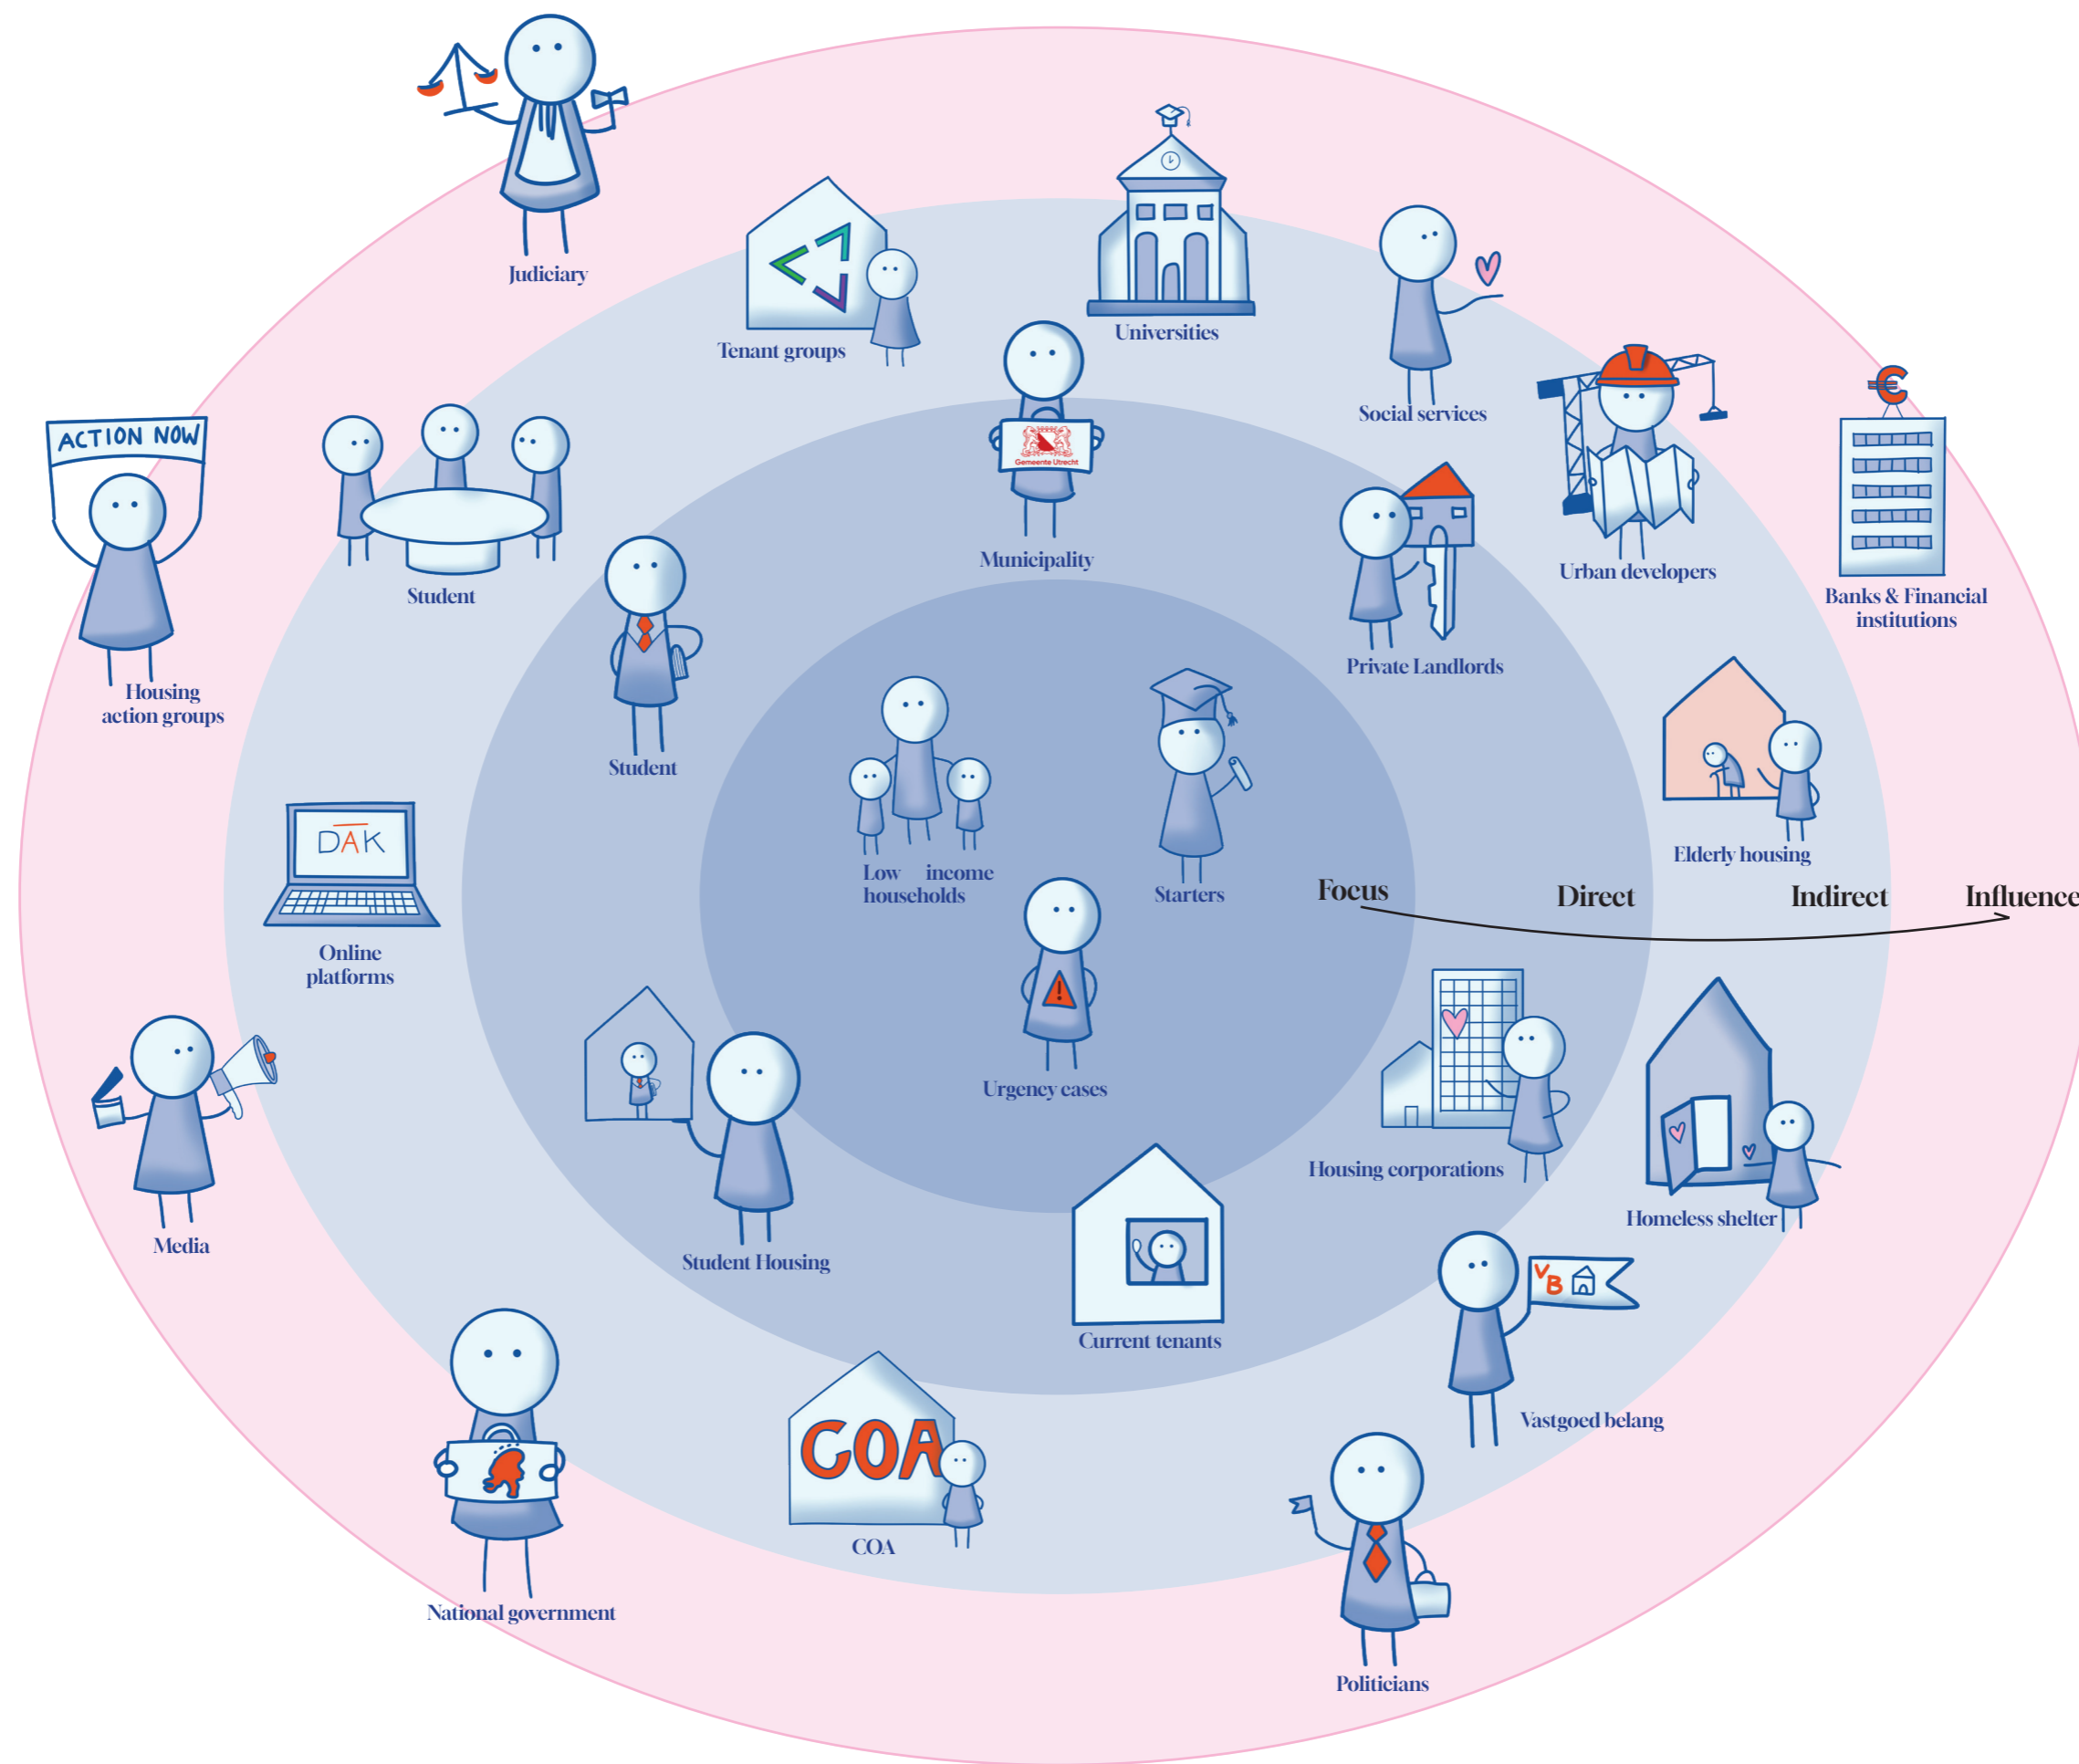 Judiciary
Tenant groups
Universities
Social services
ACTION NOW
Housing
action groups
Student
Student
Gemeente Utrecht
Municipality
Private Landlords
Urban developers
€
Banks & Financial
institutions
Low income
households
Starters
Elderly housing
Focus
Direct
Indirect
Influence
DAK
Online
platforms
!
Urgency cases
Housing corporations
Homeless shelter
Media
Student Housing
Current tenants
VB
Vastgoed belang
National government
COA
COA
Politicians